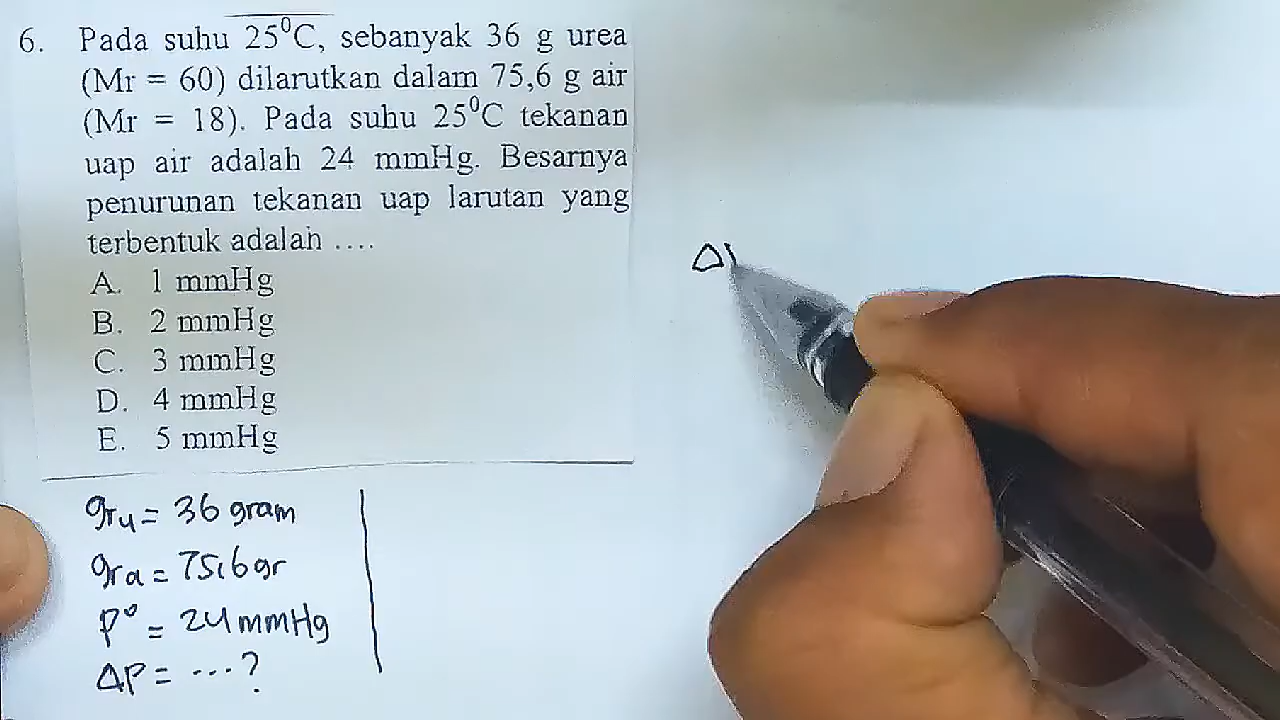 6. Pada suhu 25⁰C, sebanyak 36 g urea
(Mr = 60) dilarutkan dalam 75,6 g air
(Mr = 18). Pada suhu 25⁰C tekanan
uap air adalah 24 mmHg. Besarnya
penurunan tekanan uap larutan yang
terbentuk adalah ....
A. 1 mmHg
B. 2 mmHg
C. 3 mmHg
D. 4 mmHg
E. 5 mmHg
gr u = 36 gram
gr a = 75,6 gr
P° = 24 mmHg
ΔP = ...?
Δ